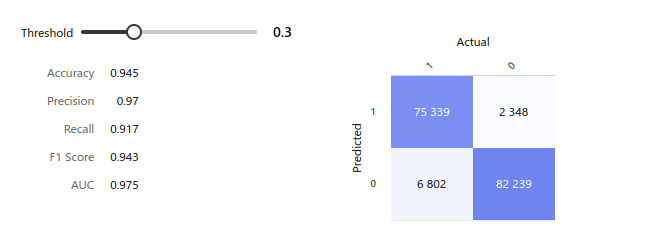 Threshold 0.3
Accuracy 0.945
Precision 0.97
Recall 0.917
F1 Score 0.943
AUC 0.975
Actual
1 0
Predicted
1 75 339 2 348
0 6 802 82 239